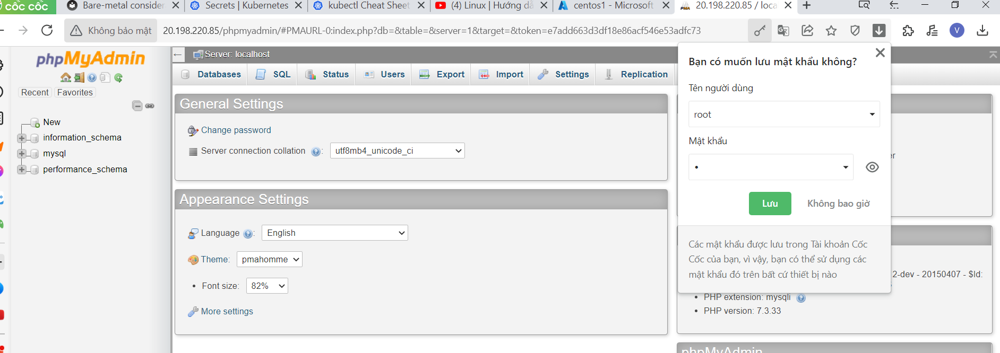 cốc cốc
Bare-metal consider
Secrets | Kubernetes
kubectl Cheat Sheet
(4) Linux | Hướng dẫ
centos1 - Microsoft
20.198.220.85 / loca
Không bảo mật
20.198.220.85/phpmyadmin/#PMAURL-0:index.php?db=&table=&server=1&target=&token=e7add663d3df18e86acf546e53adfc73
V
phpMyAdmin
Recent
Favorites
New
information_schema
mysql
performance_schema
Server: localhost
Databases
SQL
Status
Users
Export
Import
Settings
Replication
General Settings
Change password
Server connection collation
:
utf8mb4_unicode_ci
Appearance Settings
Language
:
English
Theme:
pmahomme
• Font size:
82%
More settings
Bạn có muốn lưu mật khẩu không?
Tên người dùng
root
Mật khẩu
•
Lưu
Không bao giờ
Các mật khẩu được lưu trong Tài khoản Cốc
Cốc của bạn, vì vậy, bạn có thể sử dụng các
mật khẩu đó trên bất cứ thiết bị nào
er
2-dev - 20150407 - $Id:
• PHP extension: mysqli
• PHP version: 7.3.33
phpMyAdmin